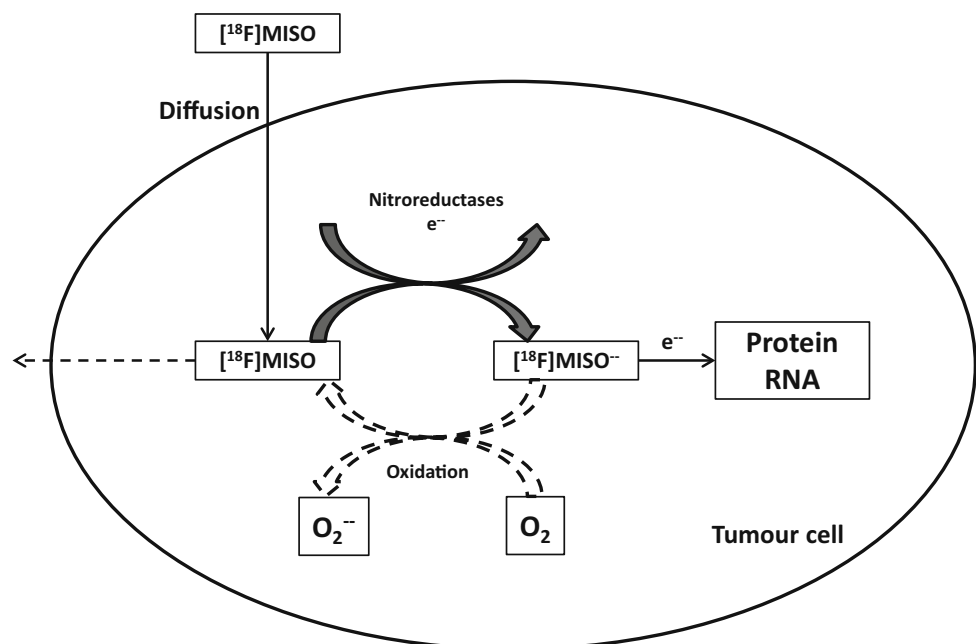 [¹⁸F]MISO
Diffusion
Nitroreductases
e⁻⁻
[¹⁸F]MISO
[¹⁸F]MISO⁻⁻
e⁻⁻
Protein
RNA
Oxidation
O₂⁻⁻
O₂
Tumour cell